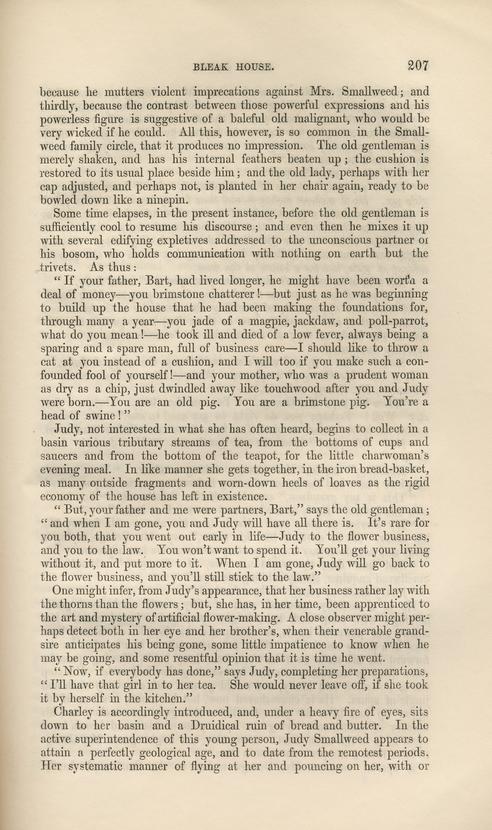 BLEAK HOUSE. 207
because he mutters violent imprecations against Mrs. Smallweed; and
thirdly, because the contrast between those powerful expressions and his
powerless figure is suggestive of a baleful old malignant, who would be
very wicked if he could. All this, however, is so common in the Small-
weed family circle, that it produces no impression. The old gentleman is
merely shaken, and has his internal feathers beaten up; the cushion is
restored to its usual place beside him; and the old lady, perhaps with her
cap adjusted, and perhaps not, is planted in her chair again, ready to be
bowled down like a ninepin.
Some time elapses, in the present instance, before the old gentleman is
sufficiently cool to resume his discourse; and even then he mixes it up
with several edifying expletives addressed to the unconscious partner of
his bosom, who holds communication with nothing on earth but the
trivets. As thus:
“If your father, Bart, had lived longer, he might have been worth a
deal of money—you brimstone chatterer!—but just as he was beginning
to build up the house that he had been making the foundations for,
through many a year—you jade of a magpie, jackdaw, and poll-parrot,
what do you mean!—he took ill and died of a low fever, always being a
sparing and a spare man, full of business care—I should like to throw a
cat at you instead of a cushion, and I will too if you make such a con-
founded fool of yourself!—and your mother, who was a prudent woman
as dry as a chip, just dwindled away like touchwood after you and Judy
were born.—You are an old pig. You are a brimstone pig. You're a
head of swine!”
Judy, not interested in what she has often heard, begins to collect in a
basin various tributary streams of tea, from the bottoms of cups and
saucers and from the bottom of the teapot, for the little charwoman's
evening meal. In like manner she gets together, in the iron bread-basket,
as many outside fragments and worn-down heels of loaves as the rigid
economy of the house has left in existence.
“But, your father and me were partners, Bart,” says the old gentleman;
“and when I am gone, you and Judy will have all there is. It's rare for
you both, that you went out early in life—Judy to the flower business,
and you to the law. You won't want to spend it. You'll get your living
without it, and put more to it. When I am gone, Judy will go back to
the flower business, and you'll still stick to the law.”
One might infer, from Judy's appearance, that her business rather lay with
the thorns than the flowers; but, she has, in her time, been apprenticed to
the art and mystery of artificial flower-making. A close observer might per-
haps detect both in her eye and her brother's, when their venerable grand-
sire anticipates his being gone, some little impatience to know when he
may be going, and some resentful opinion that it is time he went.
“Now, if everybody has done,” says Judy, completing her preparations,
“I'll have that girl in to her tea. She would never leave off, if she took
it by herself in the kitchen.”
Charley is accordingly introduced, and, under a heavy fire of eyes, sits
down to her basin and a Druidical ruin of bread and butter. In the
active superintendence of this young person, Judy Smallweed appears to
attain a perfectly geological age, and to date from the remotest periods.
Her systematic manner of flying at her and pouncing on her, with or